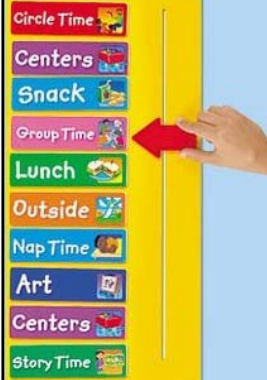 Circle Time
Centers
Snack
Group Time
Lunch
Outside
Nap Time
Art
Centers
Story Time